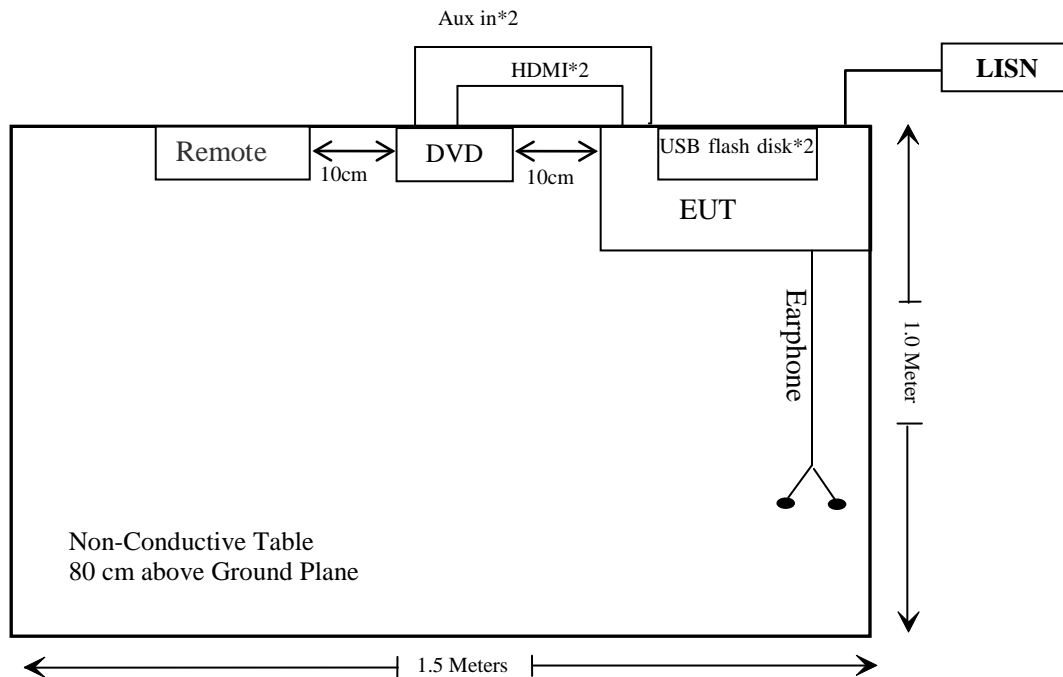 Aux in*2
HDMI*2
LISN
Remote
DVD
USB flash disk*2
10cm
10cm
EUT
Earphone
1.0 Meter
Non-Conductive Table
80 cm above Ground Plane
1.5 Meters